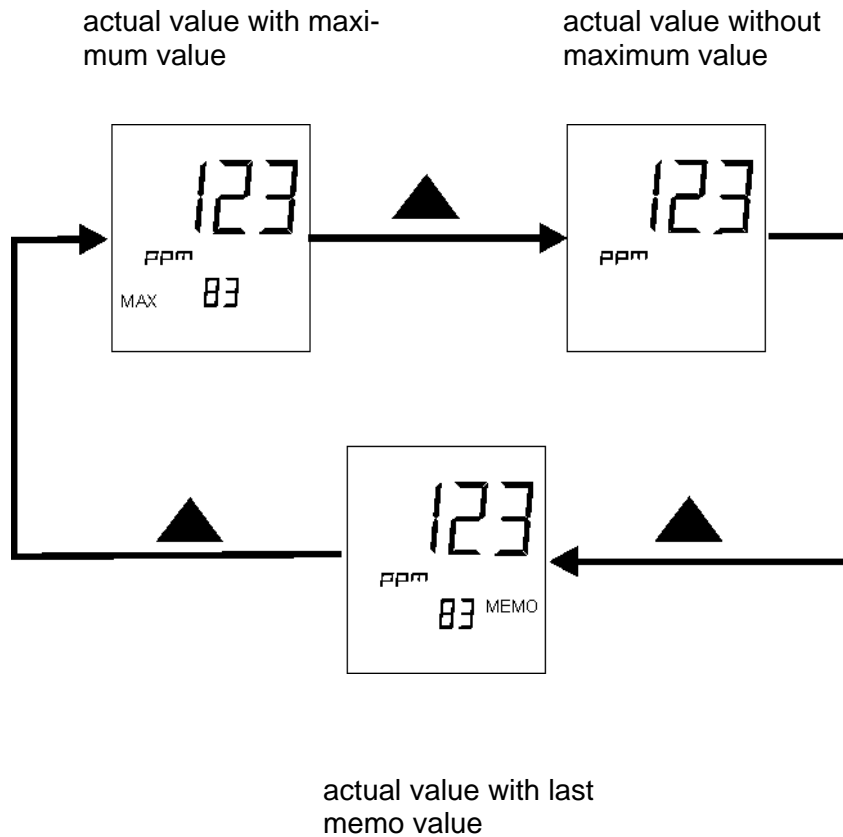 actual value with maxi-
mum value
actual value without
maximum value
123
ppm
MAX 83
123
ppm
123
ppm
83 MEMO
actual value with last
memo value